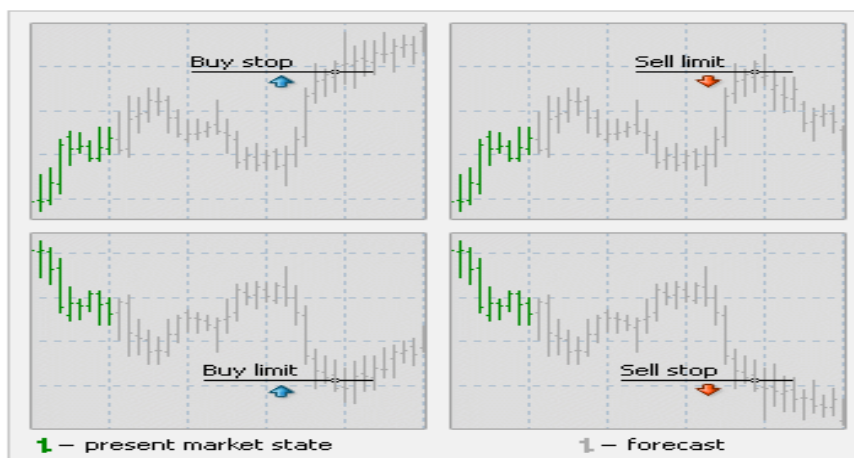 Buy stop
Sell limit
Buy limit
Sell stop
– present market state
– forecast